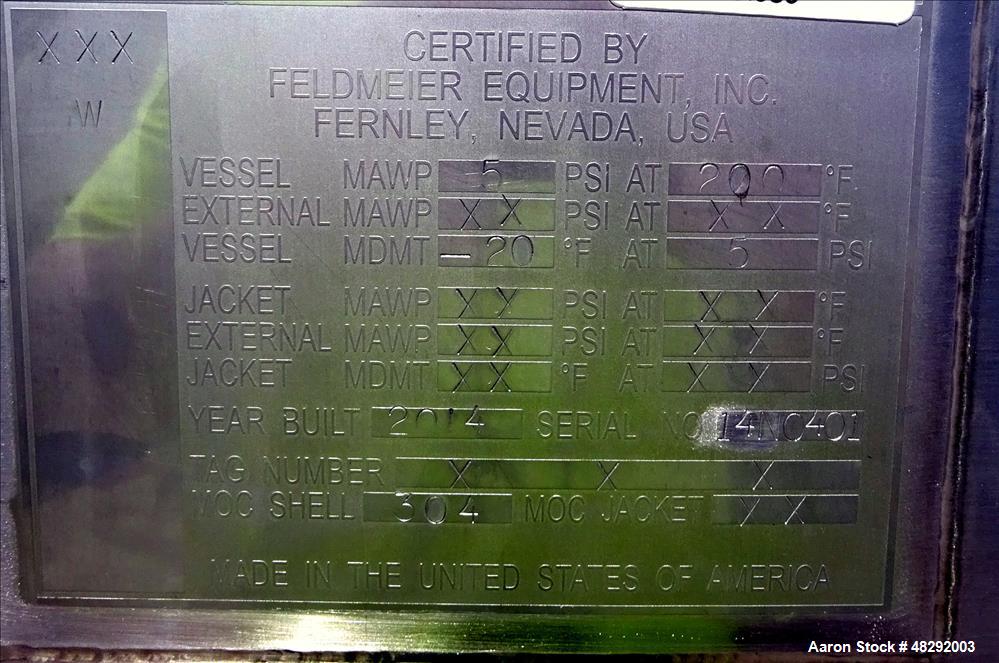 XXX
W
CERTIFIED BY
FELDMEIER EQUIPMENT, INC.
FERNLEY, NEVADA, USA
VESSEL MAWP 5 PSI AT 200 °F
EXTERNAL MAWP XX PSI AT XX °F
VESSEL MDMT -20 °F AT 5 PSI
JACKET MAWP XX PSI AT XX °F
EXTERNAL MAWP XX PSI AT XX °F
JACKET MDMT XX °F AT XX PSI
YEAR BUILT 2014 SERIAL NO 14N0401
TAG NUMBER X X X
MOC SHELL 304 MOC JACKET XX
MADE IN THE UNITED STATES OF AMERICA
Aaron Stock # 48292003